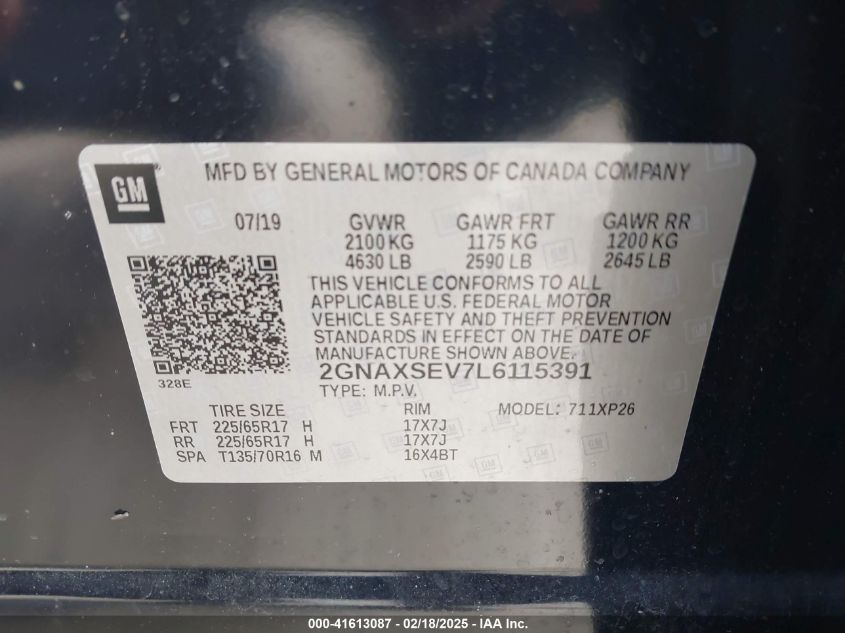 GM
MFD BY GENERAL MOTORS OF CANADA COMPANY
07/19 GVWR GAWR FRT GAWR RR
2100 KG 1175 KG 1200 KG
4630 LB 2590 LB 2645 LB
THIS VEHICLE CONFORMS TO ALL
APPLICABLE U.S. FEDERAL MOTOR
VEHICLE SAFETY AND THEFT PREVENTION
STANDARDS IN EFFECT ON THE DATE OF
MANUFACTURE SHOWN ABOVE.
2GNAXSEV7L6115391
328E
TYPE: M.P.V.
TIRE SIZE RIM MODEL: 711XP26
FRT 225/65R17 H 17X7J
RR 225/65R17 H 17X7J
SPA T135/70R16 M 16X4BT
000-41613087 - 02/18/2025 - IAA Inc.